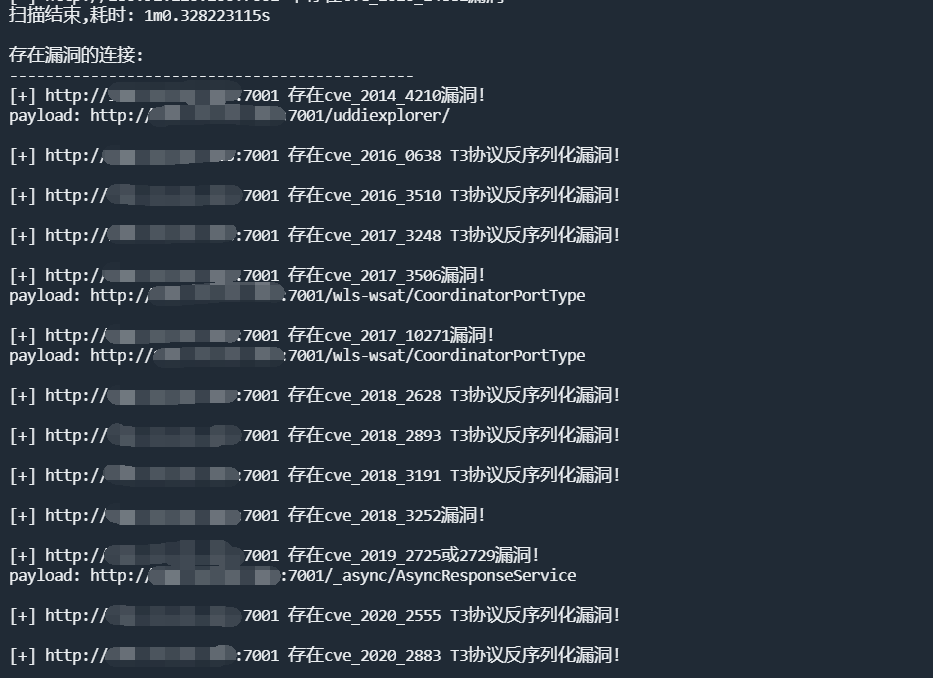 扫描结束,耗时: 1m0.328223115s
存在漏洞的连接:
---------------------------------------------
[+] http:// :7001 存在cve_2014_4210漏洞!
payload: http:// :7001/uddiexplorer/
[+] http:// :7001 存在cve_2016_0638 T3协议反序列化漏洞!
[+] http:// 7001 存在cve_2016_3510 T3协议反序列化漏洞!
[+] http:// :7001 存在cve_2017_3248 T3协议反序列化漏洞!
[+] http:// :7001 存在cve_2017_3506漏洞!
payload: http:// :7001/wls-wsat/CoordinatorPortType
[+] http:// :7001 存在cve_2017_10271漏洞!
payload: http:// :7001/wls-wsat/CoordinatorPortType
[+] http:// :7001 存在cve_2018_2628 T3协议反序列化漏洞!
[+] http:// 7001 存在cve_2018_2893 T3协议反序列化漏洞!
[+] http:// :7001 存在cve_2018_3191 T3协议反序列化漏洞!
[+] http:// 7001 存在cve_2018_3252漏洞!
[+] http:// 7001 存在cve_2019_2725或2729漏洞!
payload: http:// :7001/_async/AsyncResponseService
[+] http:// 7001 存在cve_2020_2555 T3协议反序列化漏洞!
[+] http:// :7001 存在cve_2020_2883 T3协议反序列化漏洞!